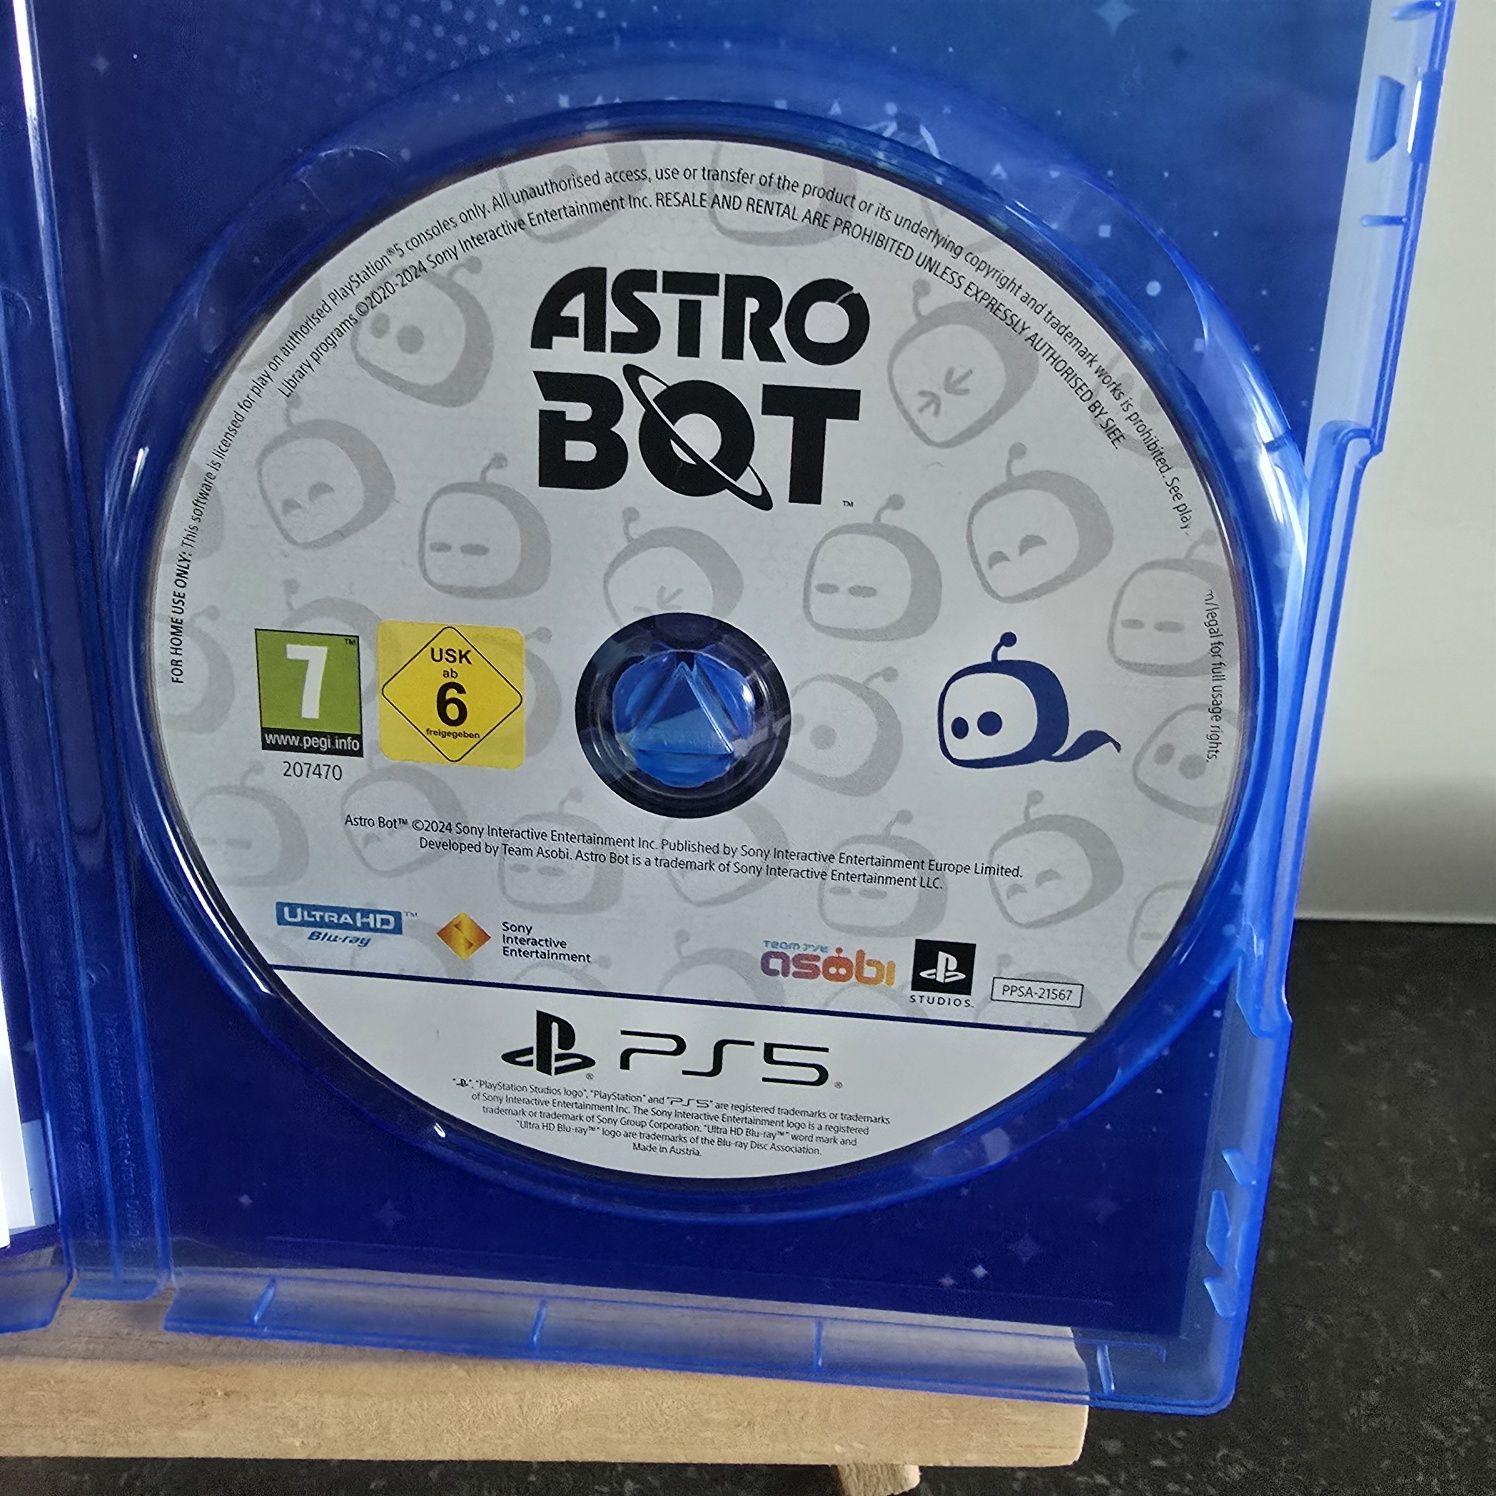 FOR HOME USE ONLY: This software is licensed for play on authorised PlayStation®5 consoles only. All unauthorised access, use or transfer of the product or its underlying copyright and trademark works is prohibited. See play
m/legal for full usage rights.
Library programs ©2020-2024 Sony Interactive Entertainment Inc. RESALE AND RENTAL ARE PROHIBITED UNLESS EXPRESSLY AUTHORISED BY SIEE.
ASTRO
BOT™
7™
www.pegi.info
207470
USK
ab
6
freigegeben
Astro Bot™ ©2024 Sony Interactive Entertainment Inc. Published by Sony Interactive Entertainment Europe Limited.
Developed by Team Asobi. Astro Bot is a trademark of Sony Interactive Entertainment LLC.
ULTRA HD™
Blu-ray
Sony
Interactive
Entertainment
TEAM
asobi
STUDIOS™
PPSA-21567
PS5®
"PlayStation Studios logo", "PlayStation" and "PS5" are registered trademarks or trademarks
of Sony Interactive Entertainment Inc. The Sony Interactive Entertainment logo is a registered
trademark or trademark of Sony Group Corporation. "Ultra HD Blu-ray™" word mark and
"Ultra HD Blu-ray™" logo are trademarks of the Blu-ray Disc Association.
Made in Austria.